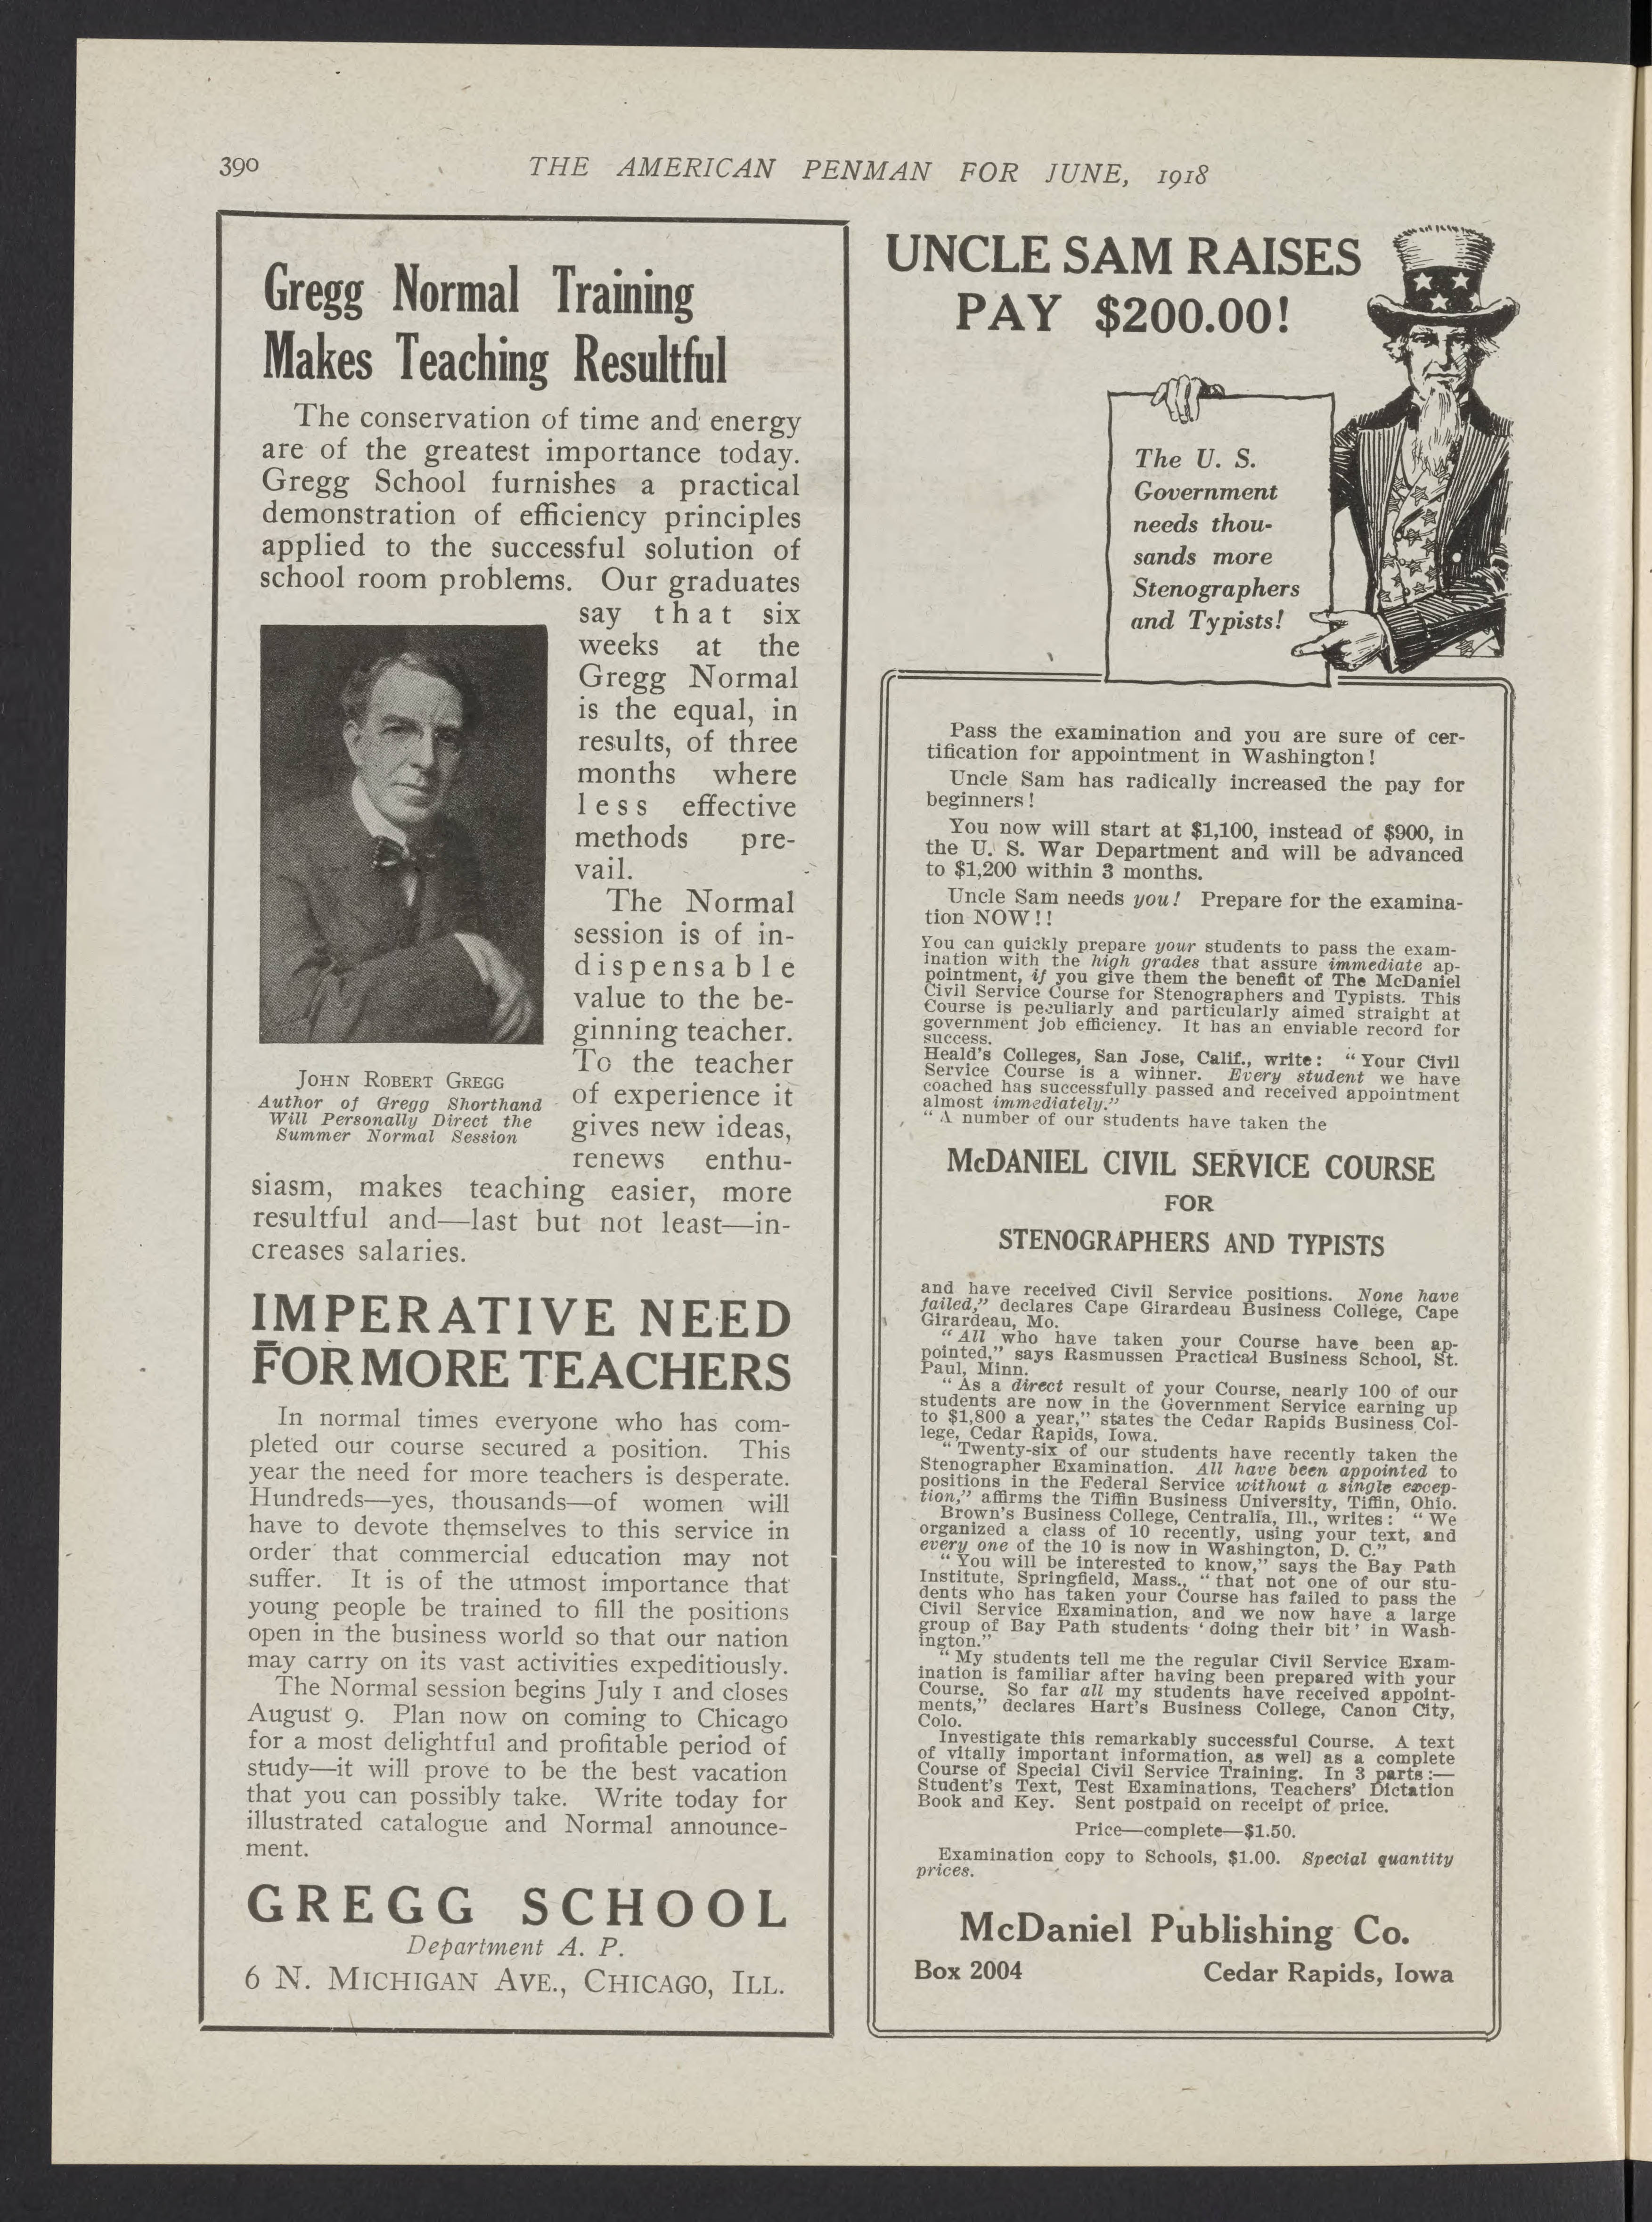 390
THE AMERICAN PENMAN FOR JUNE, 1918
Gregg Normal Training
Makes Teaching Resultful
The conservation of time and energy
are of the greatest importance today.
Gregg School furnishes a practical
demonstration of efficiency principles
applied to the successful solution of
school room problems. Our graduates
say that six
weeks at the
Gregg Normal
is the equal, in
results, of three
months where
less effective
methods pre-
vail.
The Normal
session is of in-
dispensable
value to the be-
ginning teacher.
To the teacher
of experience it
gives new ideas,
renews enthu-
siasm, makes teaching easier, more
resultful and—last but not least—in-
creases salaries.
JOHN ROBERT GREGG
Author of Gregg Shorthand
Will Personally Direct the
Summer Normal Session
IMPERATIVE NEED
FOR MORE TEACHERS
In normal times everyone who has com-
pleted our course secured a position. This
year the need for more teachers is desperate.
Hundreds—yes, thousands—of women will
have to devote themselves to this service in
order that commercial education may not
suffer. It is of the utmost importance that
young people be trained to fill the positions
open in the business world so that our nation
may carry on its vast activities expeditiously.
The Normal session begins July 1 and closes
August 9. Plan now on coming to Chicago
for a most delightful and profitable period of
study—it will prove to be the best vacation
that you can possibly take. Write today for
illustrated catalogue and Normal announce-
ment.
GREGG SCHOOL
Department A. P.
6 N. MICHIGAN AVE., CHICAGO, ILL.
UNCLE SAM RAISES
PAY $200.00!
The U. S.
Government
needs thou-
sands more
Stenographers
and Typists!
Pass the examination and you are sure of cer-
tification for appointment in Washington!
Uncle Sam has radically increased the pay for
beginners!
You now will start at $1,100, instead of $900, in
the U. S. War Department and will be advanced
to $1,200 within 3 months.
Uncle Sam needs you! Prepare for the examina-
tion NOW!!
You can quickly prepare your students to pass the exam-
ination with the high grades that assure immediate ap-
pointment, if you give them the benefit of The McDaniel
Civil Service Course for Stenographers and Typists. This
Course is peculiarly and particularly aimed straight at
government job efficiency. It has an enviable record for
success.
Heald's Colleges, San Jose, Calif., write: "Your Civil
Service Course is a winner. Every student we have
coached has successfully passed and received appointment
almost immediately."
"A number of our students have taken the
McDANIEL CIVIL SERVICE COURSE
FOR
STENOGRAPHERS AND TYPISTS
and have received Civil Service positions. None have
failed," declares Cape Girardeau Business College, Cape
Girardeau, Mo.
"All who have taken your Course have been ap-
pointed," says Rasmussen Practical Business School, St.
Paul, Minn.
"As a direct result of your Course, nearly 100 of our
students are now in the Government Service earning up
to $1,800 a year," states the Cedar Rapids Business Col-
lege, Cedar Rapids, Iowa.
"Twenty-six of our students have recently taken the
Stenographer Examination. All have been appointed to
positions in the Federal Service without a single excep-
tion," affirms the Tiffin Business University, Tiffin, Ohio.
Brown's Business College, Centralia, Ill., writes: "We
organized a class of 10 recently, using your text, and
every one of the 10 is now in Washington, D. C."
"You will be interested to know," says the Bay Path
Institute, Springfield, Mass., "that not one of our stu-
dents who has taken your Course has failed to pass the
Civil Service Examination, and we now have a large
group of Bay Path students 'doing their bit' in Wash-
ington."
"My students tell me the regular Civil Service Exam-
ination is familiar after having been prepared with your
Course. So far all my students have received appoint-
ments," declares Hart's Business College, Canon City,
Colo.
Investigate this remarkably successful Course. A text
of vitally important information, as well as a complete
Course of Special Civil Service Training. In 3 parts:—
Student's Text, Test Examinations, Teachers' Dictation
Book and Key. Sent postpaid on receipt of price.
Price—complete—$1.50.
Examination copy to Schools, $1.00. Special quantity
prices.
McDaniel Publishing Co.
Box 2004 Cedar Rapids, Iowa